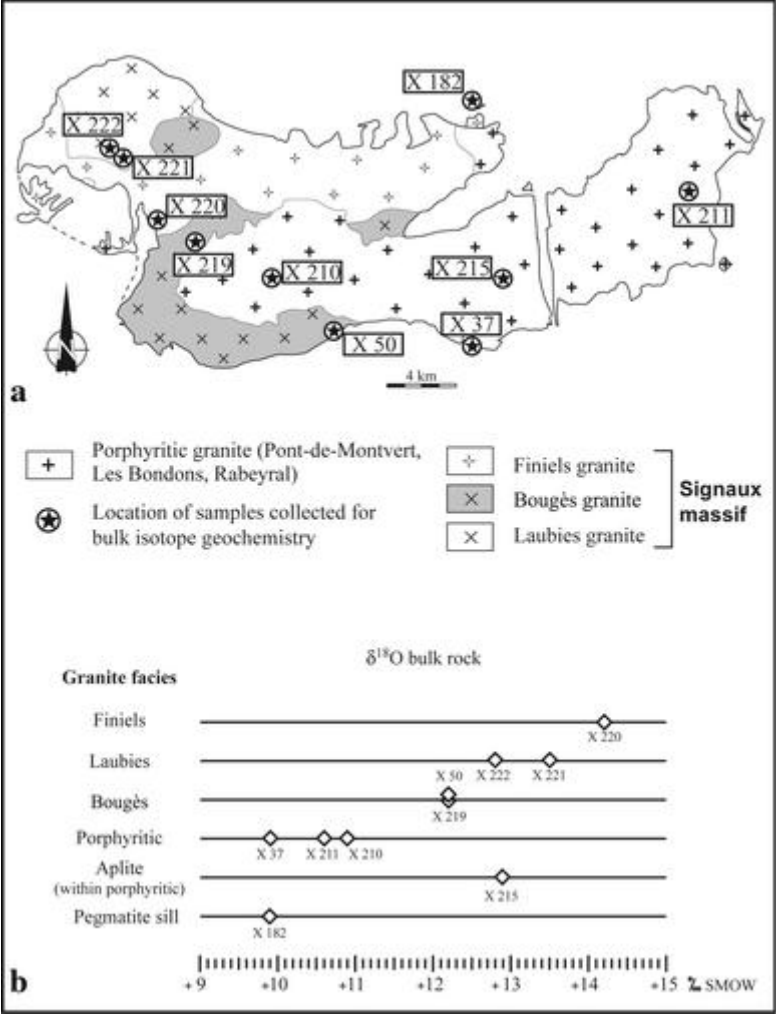 X 182
X 222
X 221
X 220
X 211
X 219
X 210
X 215
X 37
X 50
N
4 km
a
Porphyritic granite (Pont-de-Montvert,
Les Bondons, Rabeyral)
Location of samples collected for
bulk isotope geochemistry
Finiels granite
Bougès granite
Laubies granite
Signaux
massif
δ18O bulk rock
Granite facies
Finiels
X 220
Laubies
X 50 X 222 X 221
Bougès
X 219
Porphyritic
X 37 X 211 X 210
Aplite
(within porphyritic)
X 215
Pegmatite sill
X 182
b
+9 +10 +11 +12 +13 +14 +15 ‰ SMOW